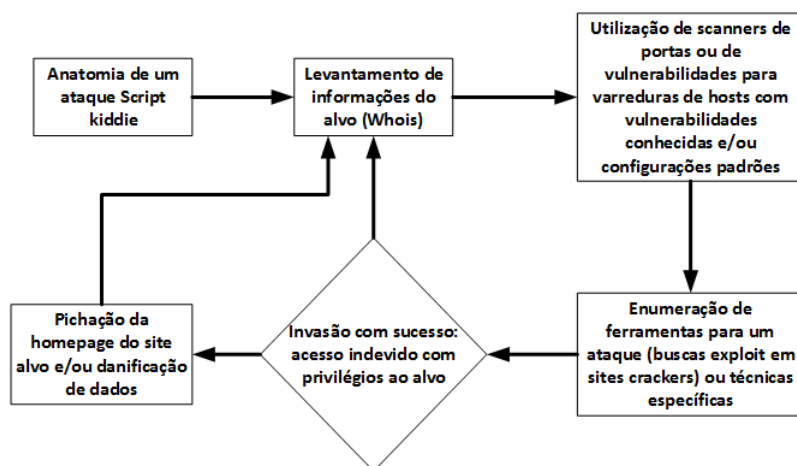 Anatomia de um
ataque Script
kiddie
Levantamento de
informações do
alvo (Whois)
Utilização de scanners de
portas ou de
vulnerabilidades para
varreduras de hosts com
vulnerabilidades
conhecidas e/ou
configurações padrões
Enumeração de
ferramentas para um
ataque (buscas exploit em
sites crackers) ou técnicas
específicas
Invasão com sucesso:
acesso indevido com
privilégios ao alvo
Pichação da
homepage do site
alvo e/ou danificação
de dados